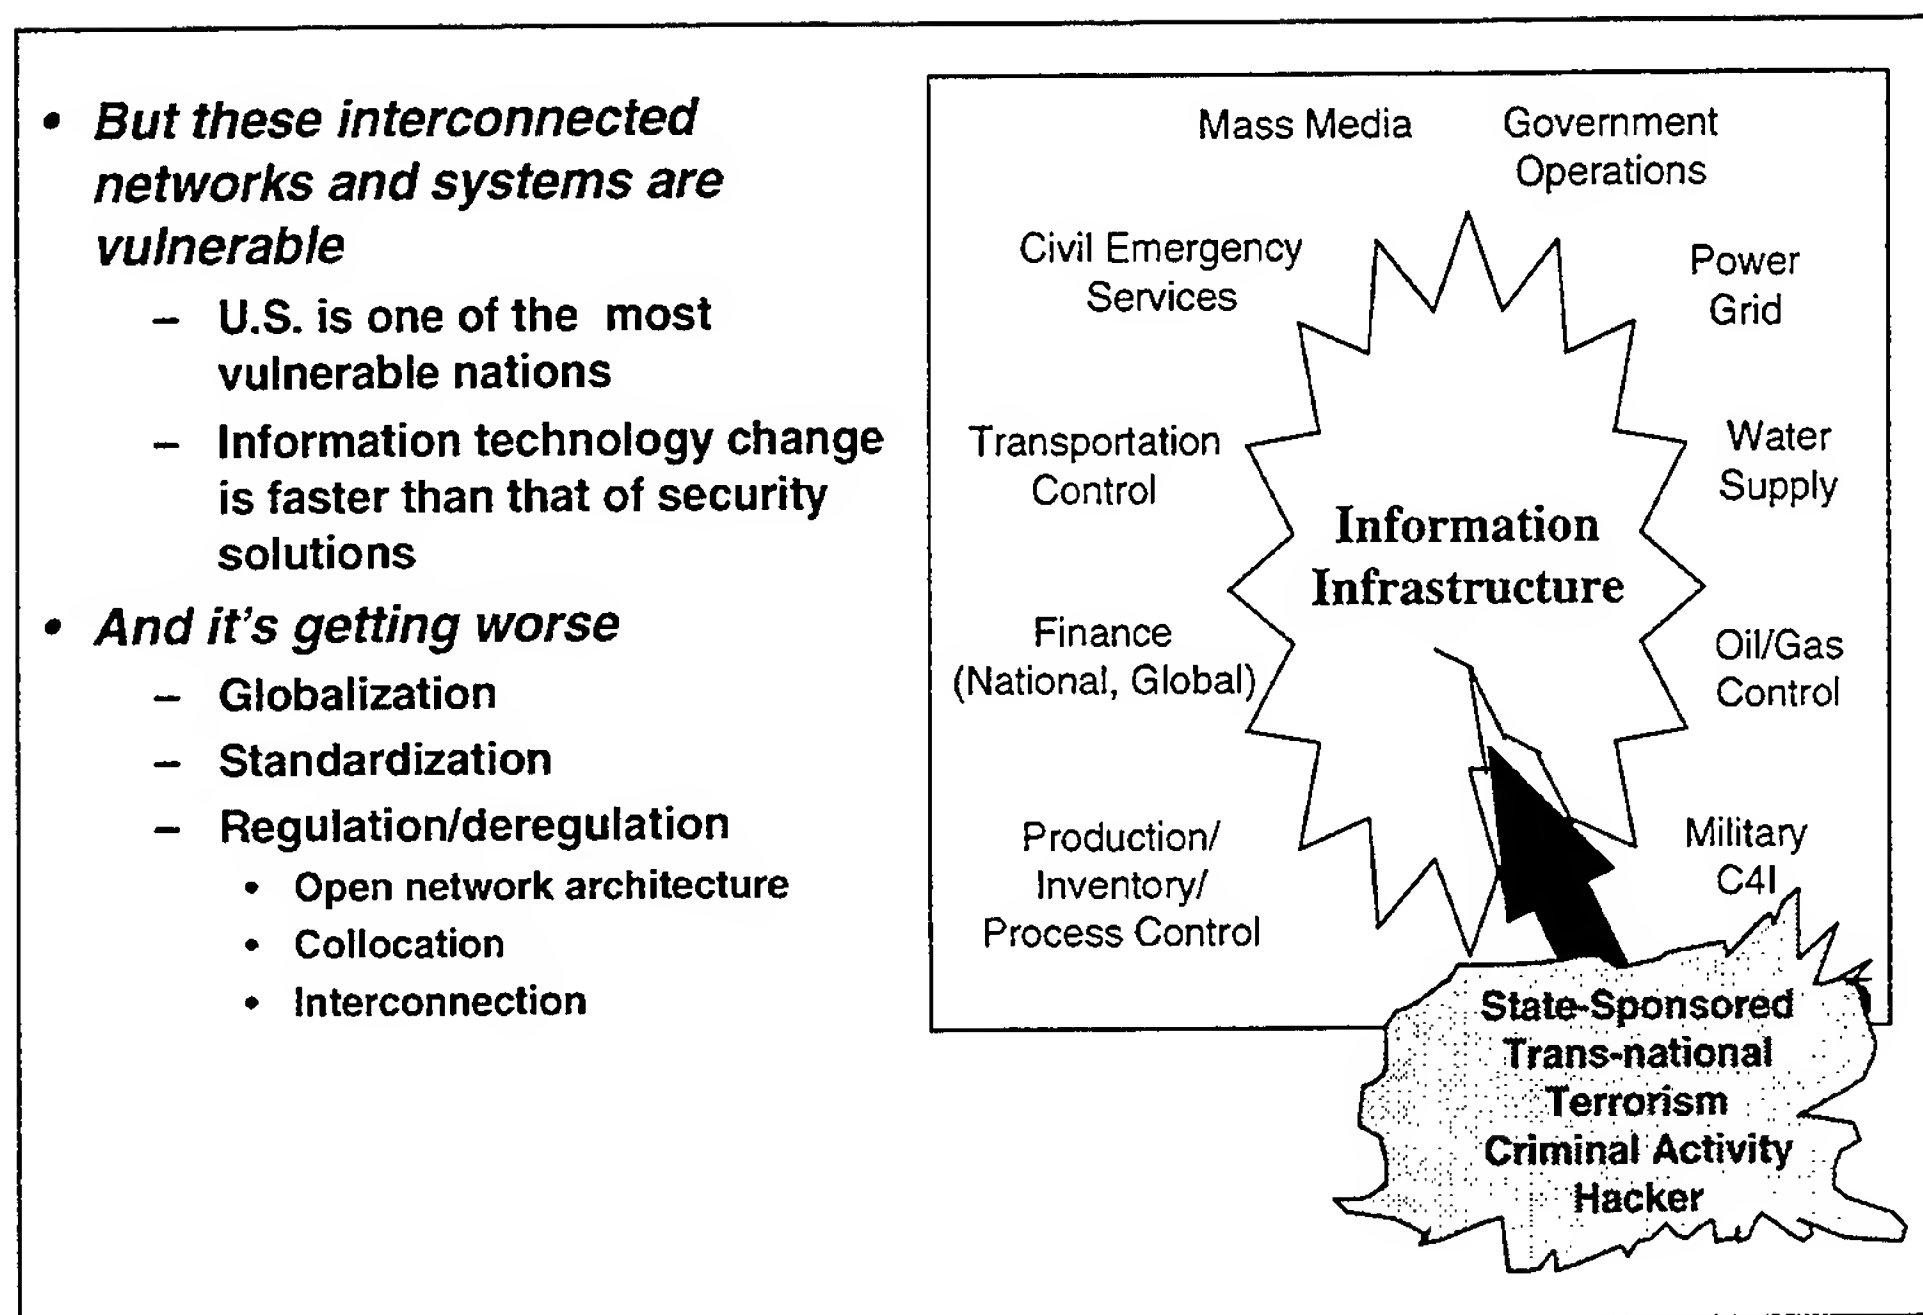 • But these interconnected
networks and systems are
vulnerable
– U.S. is one of the most
vulnerable nations
– Information technology change
is faster than that of security
solutions
• And it's getting worse
– Globalization
– Standardization
– Regulation/deregulation
• Open network architecture
• Collocation
• Interconnection
Mass Media
Government
Operations
Civil Emergency
Services
Power
Grid
Transportation
Control
Water
Supply
Information
Infrastructure
Finance
(National, Global)
Oil/Gas
Control
Production/
Inventory/
Process Control
Military
C4I
State-Sponsored
Trans-national
Terrorism
Criminal Activity
Hacker